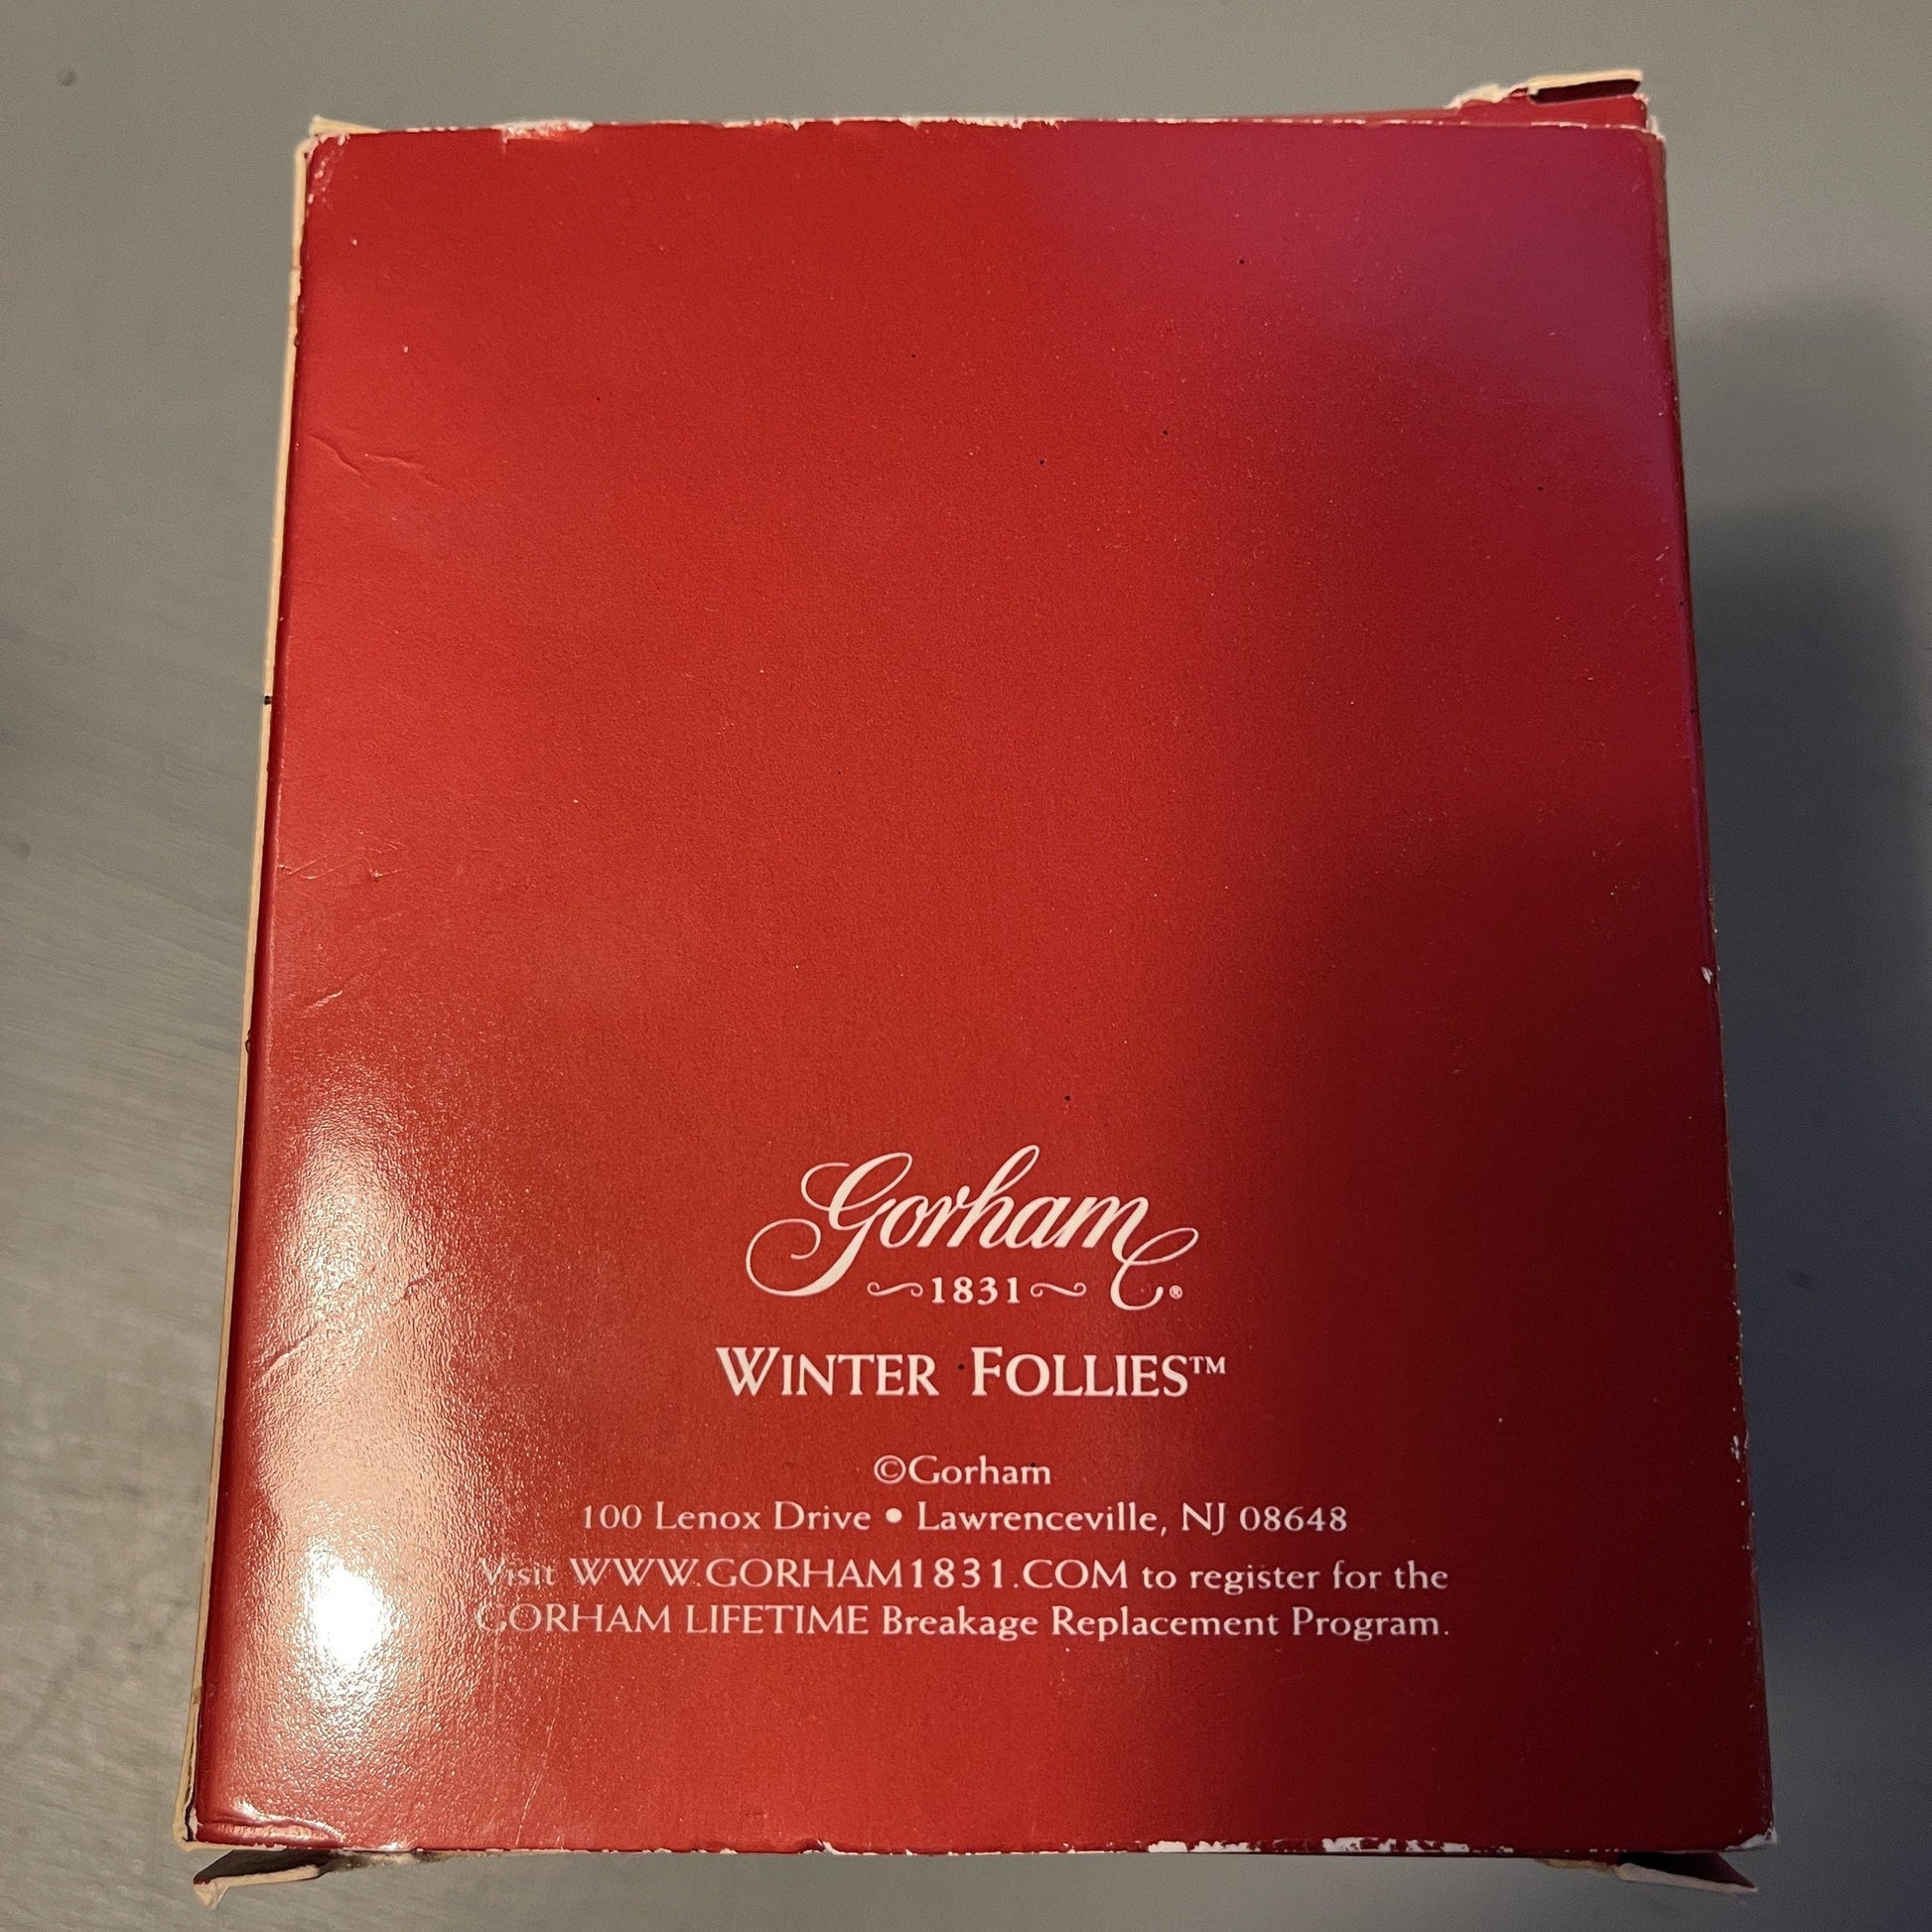 Gorham
1831®
WINTER FOLLIES™
©Gorham
100 Lenox Drive • Lawrenceville, NJ 08648
Visit WWW.GORHAM1831.COM to register for the
GORHAM LIFETIME Breakage Replacement Program.